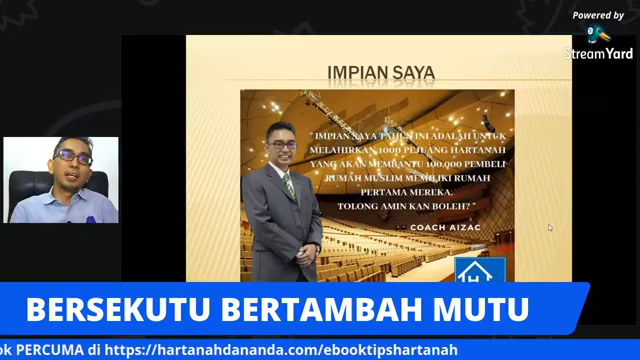 Powered by
StreamYard
IMPIAN SAYA
" IMPIAN SAYA TAHUN INI ADALAH UNTUK
MELAHIRKAN 1000 PEJUANG HARTANAH
YANG AKAN MEMBANTU 100,000 PEMBELI
RUMAH MUSLIM MEMILIKI RUMAH
PERTAMA MEREKA.
TOLONG AMIN KAN BOLEH? "
COACH AIZAC
H
BERSEKUTU BERTAMBAH MUTU
ok PERCUMA di https://hartanahdananda.com/ebooktipshartanah